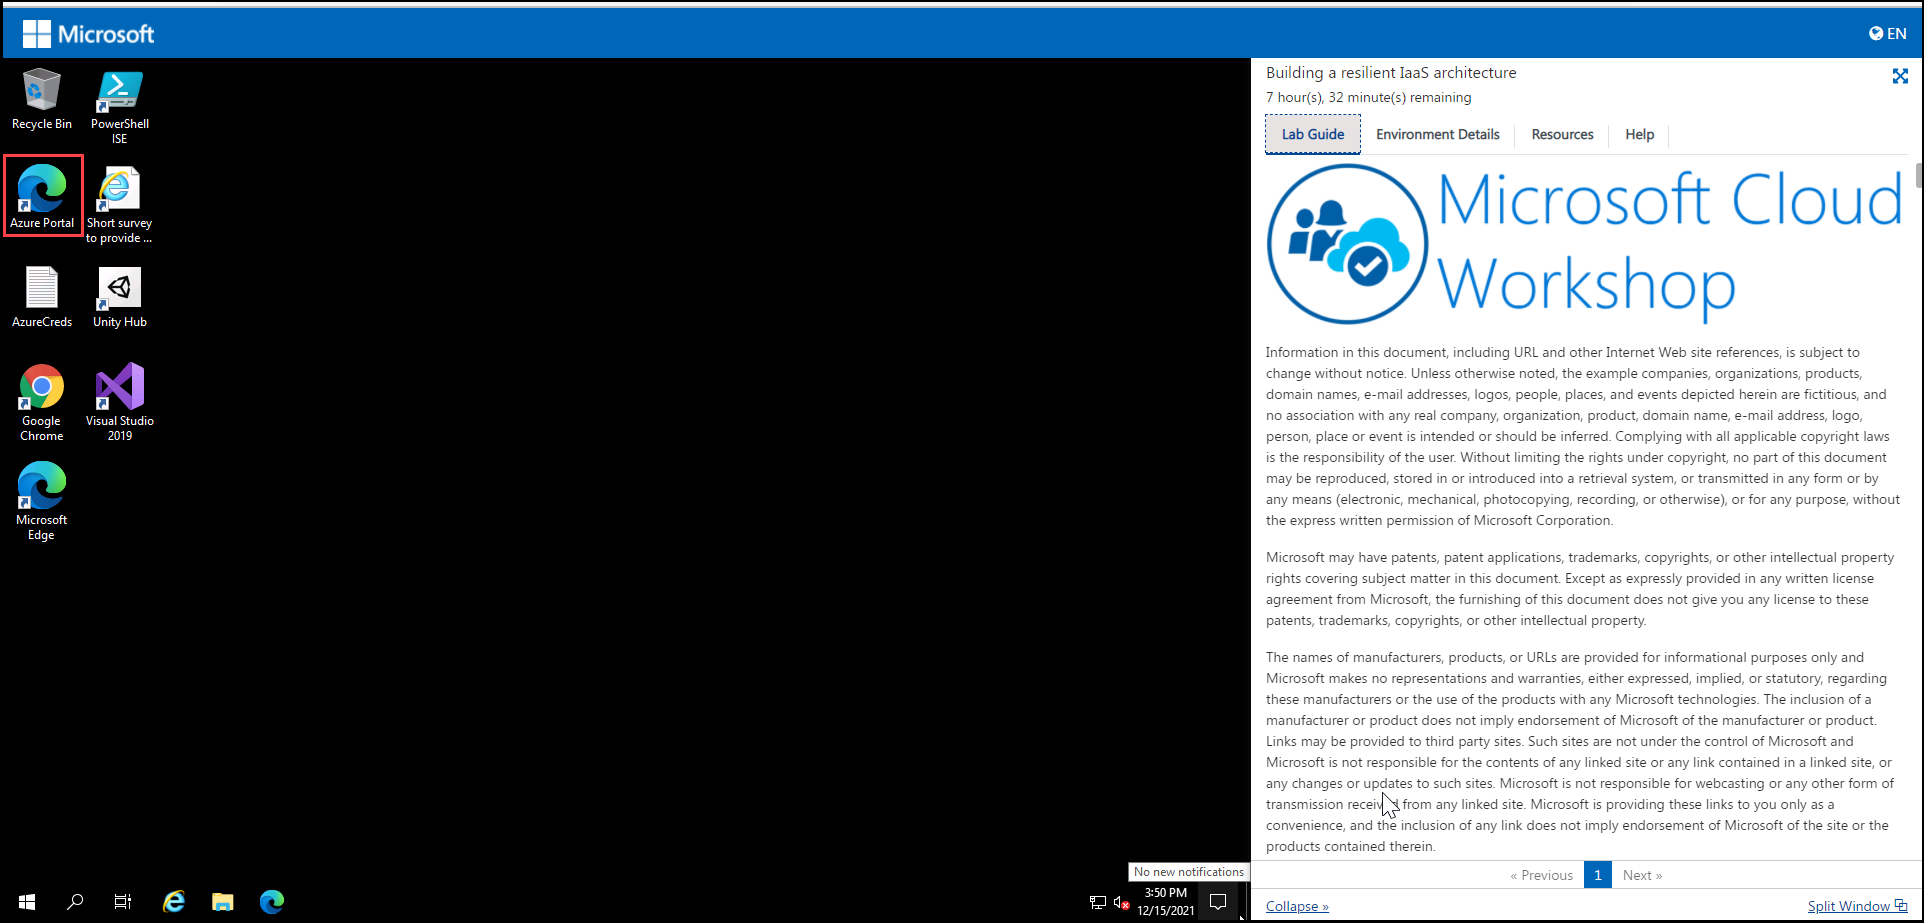 Microsoft
EN
Recycle Bin
PowerShell
ISE
Azure Portal
Short survey
to provide ...
AzureCreds
Unity Hub
Google
Chrome
Visual Studio
2019
Microsoft
Edge
No new notifications
3:50 PM
12/15/2021
Building a resilient IaaS architecture
7 hour(s), 32 minute(s) remaining
Lab Guide
Environment Details
Resources
Help
Microsoft Cloud
Workshop
Information in this document, including URL and other Internet Web site references, is subject to
change without notice. Unless otherwise noted, the example companies, organizations, products,
domain names, e-mail addresses, logos, people, places, and events depicted herein are fictitious, and
no association with any real company, organization, product, domain name, e-mail address, logo,
person, place or event is intended or should be inferred. Complying with all applicable copyright laws
is the responsibility of the user. Without limiting the rights under copyright, no part of this document
may be reproduced, stored in or introduced into a retrieval system, or transmitted in any form or by
any means (electronic, mechanical, photocopying, recording, or otherwise), or for any purpose, without
the express written permission of Microsoft Corporation.
Microsoft may have patents, patent applications, trademarks, copyrights, or other intellectual property
rights covering subject matter in this document. Except as expressly provided in any written license
agreement from Microsoft, the furnishing of this document does not give you any license to these
patents, trademarks, copyrights, or other intellectual property.
The names of manufacturers, products, or URLs are provided for informational purposes only and
Microsoft makes no representations and warranties, either expressed, implied, or statutory, regarding
these manufacturers or the use of the products with any Microsoft technologies. The inclusion of a
manufacturer or product does not imply endorsement of Microsoft of the manufacturer or product.
Links may be provided to third party sites. Such sites are not under the control of Microsoft and
Microsoft is not responsible for the contents of any linked site or any link contained in a linked site, or
any changes or updates to such sites. Microsoft is not responsible for webcasting or any other form of
transmission received from any linked site. Microsoft is providing these links to you only as a
convenience, and the inclusion of any link does not imply endorsement of Microsoft of the site or the
products contained therein.
« Previous
1
Next »
Collapse »
Split Window